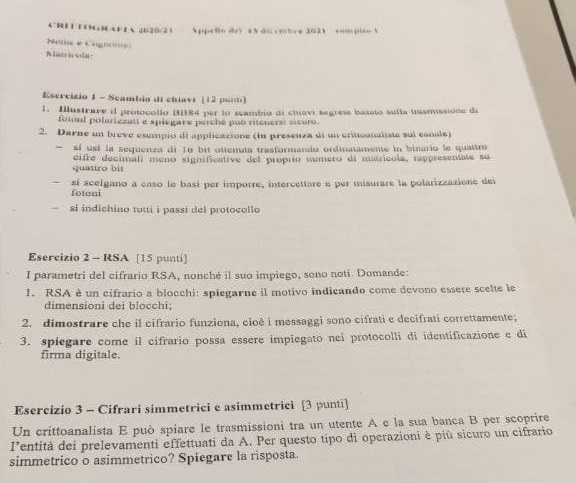 CRITTOGRAFIA 2020/21 Appello del 15 dicembre 2021 compito 1
Nome e Cognome:
Matricola:
Esercizio 1 – Scambio di chiavi [12 punti]
1. Illustrare il protocollo BB84 per lo scambio di chiavi segrete basato sulla trasmissione di
fotoni polarizzati e spiegare perché può ritenersi sicuro.
2. Darne un breve esempio di applicazione (in presenza di un crittoanalista sul canale)
– si usi la sequenza di 16 bit ottenuta trasformando ordinatamente in binario le quattro
cifre decimali meno significative del proprio numero di matricola, rappresentate su
quattro bit
– si scelgano a caso le basi per imporre, intercettare e per misurare la polarizzazione dei
fotoni
– si indichino tutti i passi del protocollo
Esercizio 2 – RSA [15 punti]
I parametri del cifrario RSA, nonché il suo impiego, sono noti. Domande:
1. RSA è un cifrario a blocchi: spiegarne il motivo indicando come devono essere scelte le
dimensioni dei blocchi;
2. dimostrare che il cifrario funziona, cioè i messaggi sono cifrati e decifrati correttamente;
3. spiegare come il cifrario possa essere impiegato nei protocolli di identificazione e di
firma digitale.
Esercizio 3 – Cifrari simmetrici e asimmetrici [3 punti]
Un crittoanalista E può spiare le trasmissioni tra un utente A e la sua banca B per scoprire
l'entità dei prelevamenti effettuati da A. Per questo tipo di operazioni è più sicuro un cifrario
simmetrico o asimmetrico? Spiegare la risposta.